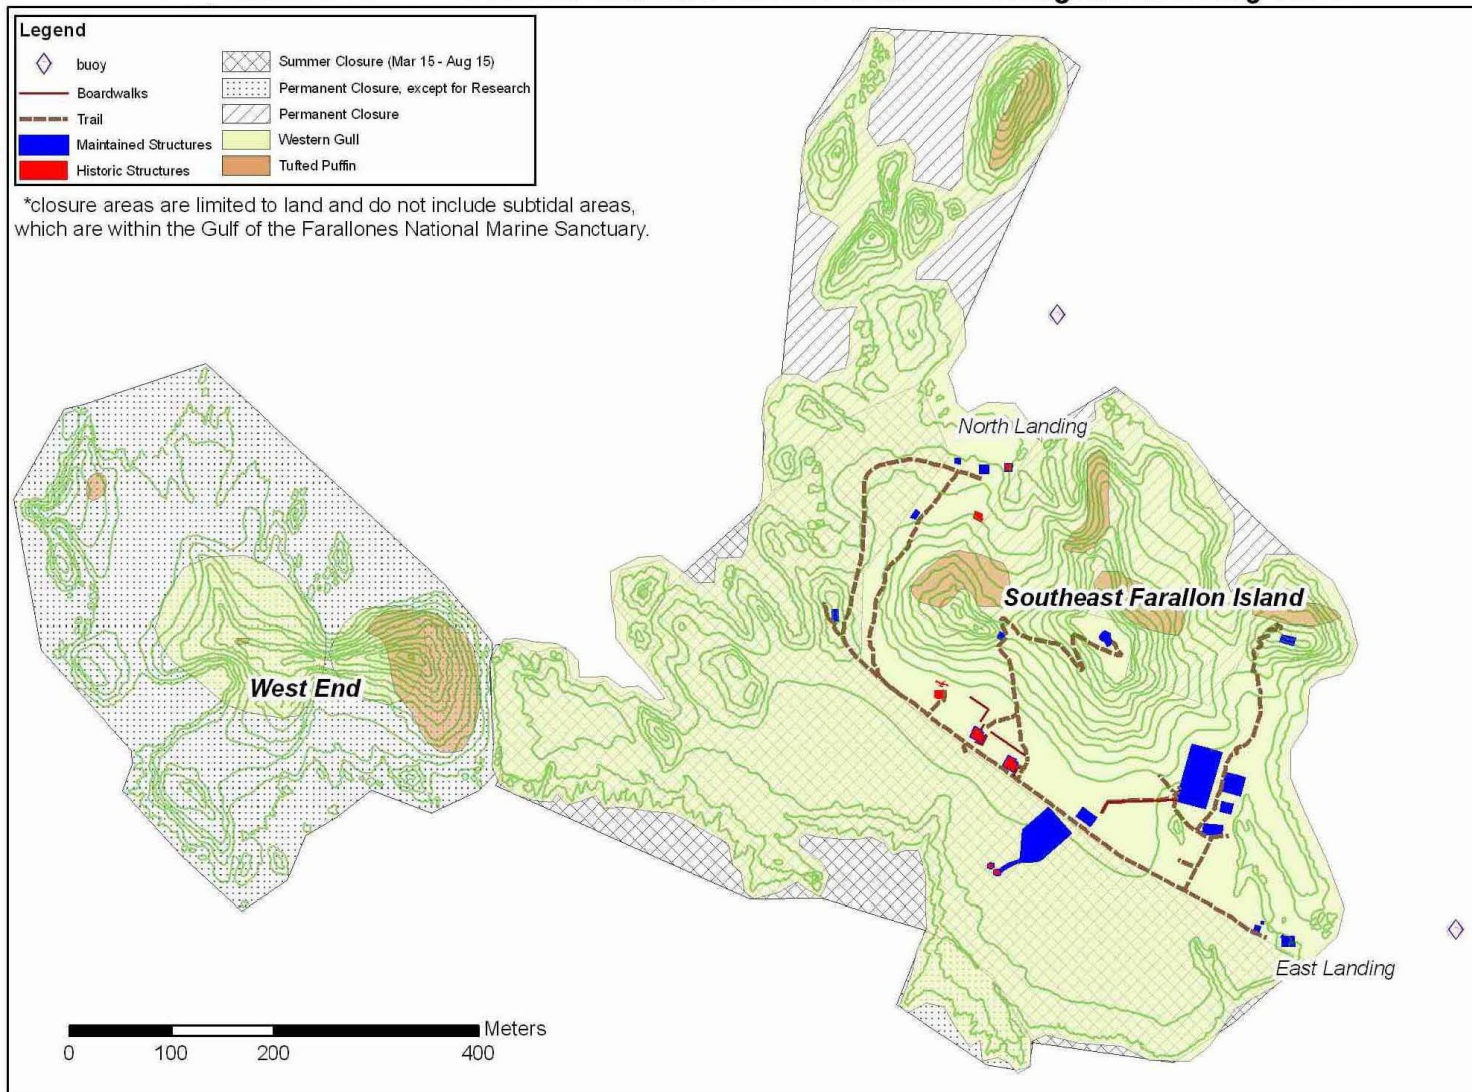 Legend
buoy
Boardwalks
Trail
Maintained Structures
Historic Structures
Summer Closure (Mar 15 - Aug 15)
Permanent Closure, except for Research
Permanent Closure
Western Gull
Tufted Puffin
*closure areas are limited to land and do not include subtidal areas,
which are within the Gulf of the Farallones National Marine Sanctuary.
North Landing
Southeast Farallon Island
West End
East Landing
Meters
0 100 200 400